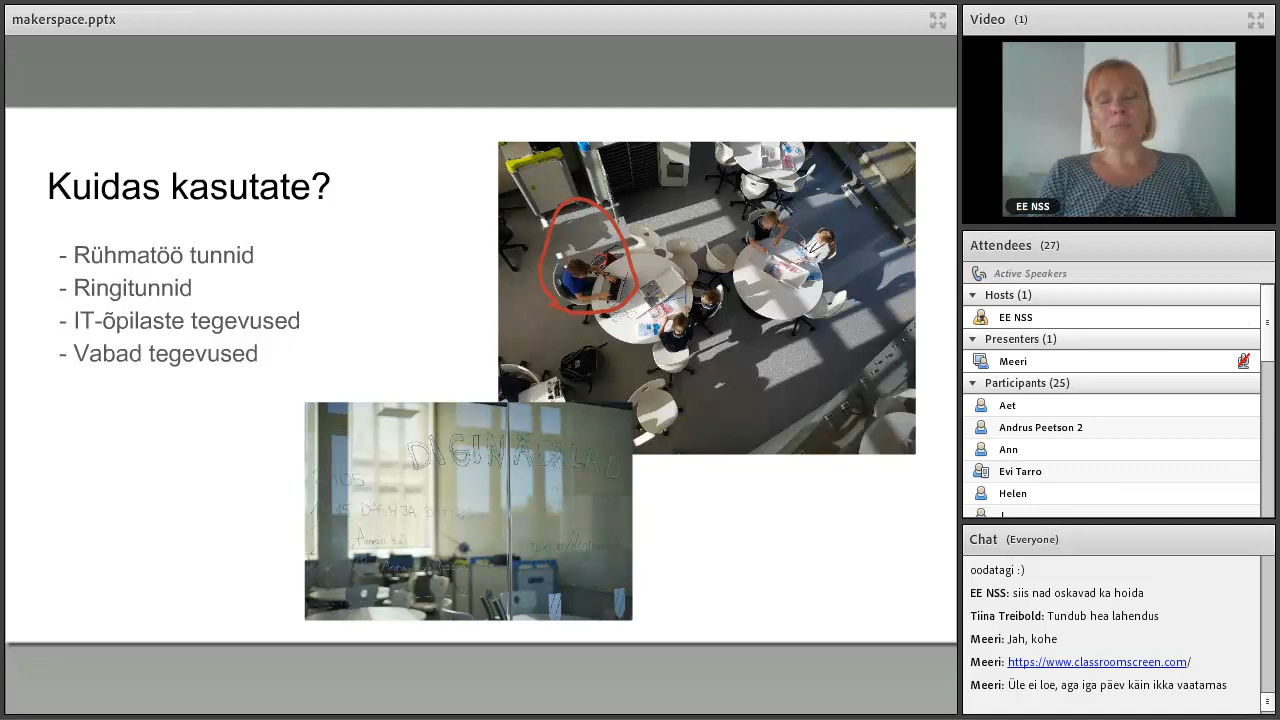 makerspace.pptx
Kuidas kasutate?
- Rühmatöö tunnid
- Ringitunnid
- IT-õpilaste tegevused
- Vabad tegevused
DIGINÄDALAD
Video (1)
EE NSS
Attendees (27)
Active Speakers
Hosts (1)
EE NSS
Presenters (1)
Meeri
Participants (25)
Aet
Andrus Peetson 2
Ann
Evi Tarro
Helen
Chat (Everyone)
oodatagi :)
EE NSS: siis nad oskavad ka hoida
Tiina Treibold: Tundub hea lahendus
Meeri: Jah, kohe
Meeri: https://www.classroomscreen.com/
Meeri: Üle ei loe, aga iga päev käin ikka vaatamas